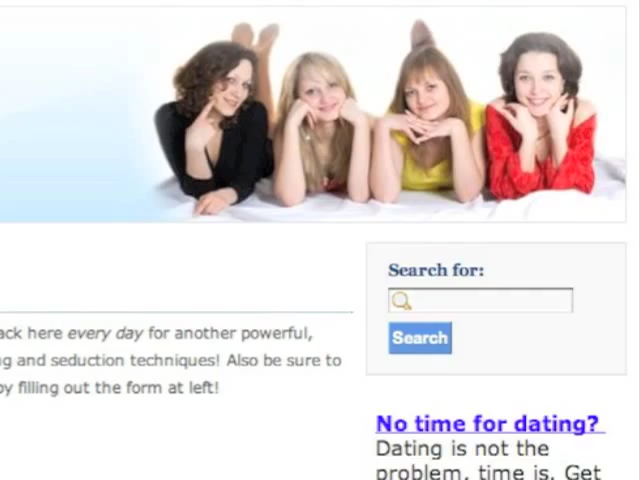 Search for:
Search
ack here every day for another powerful,
ng and seduction techniques! Also be sure to
by filling out the form at left!
No time for dating?
Dating is not the
problem, time is. Get